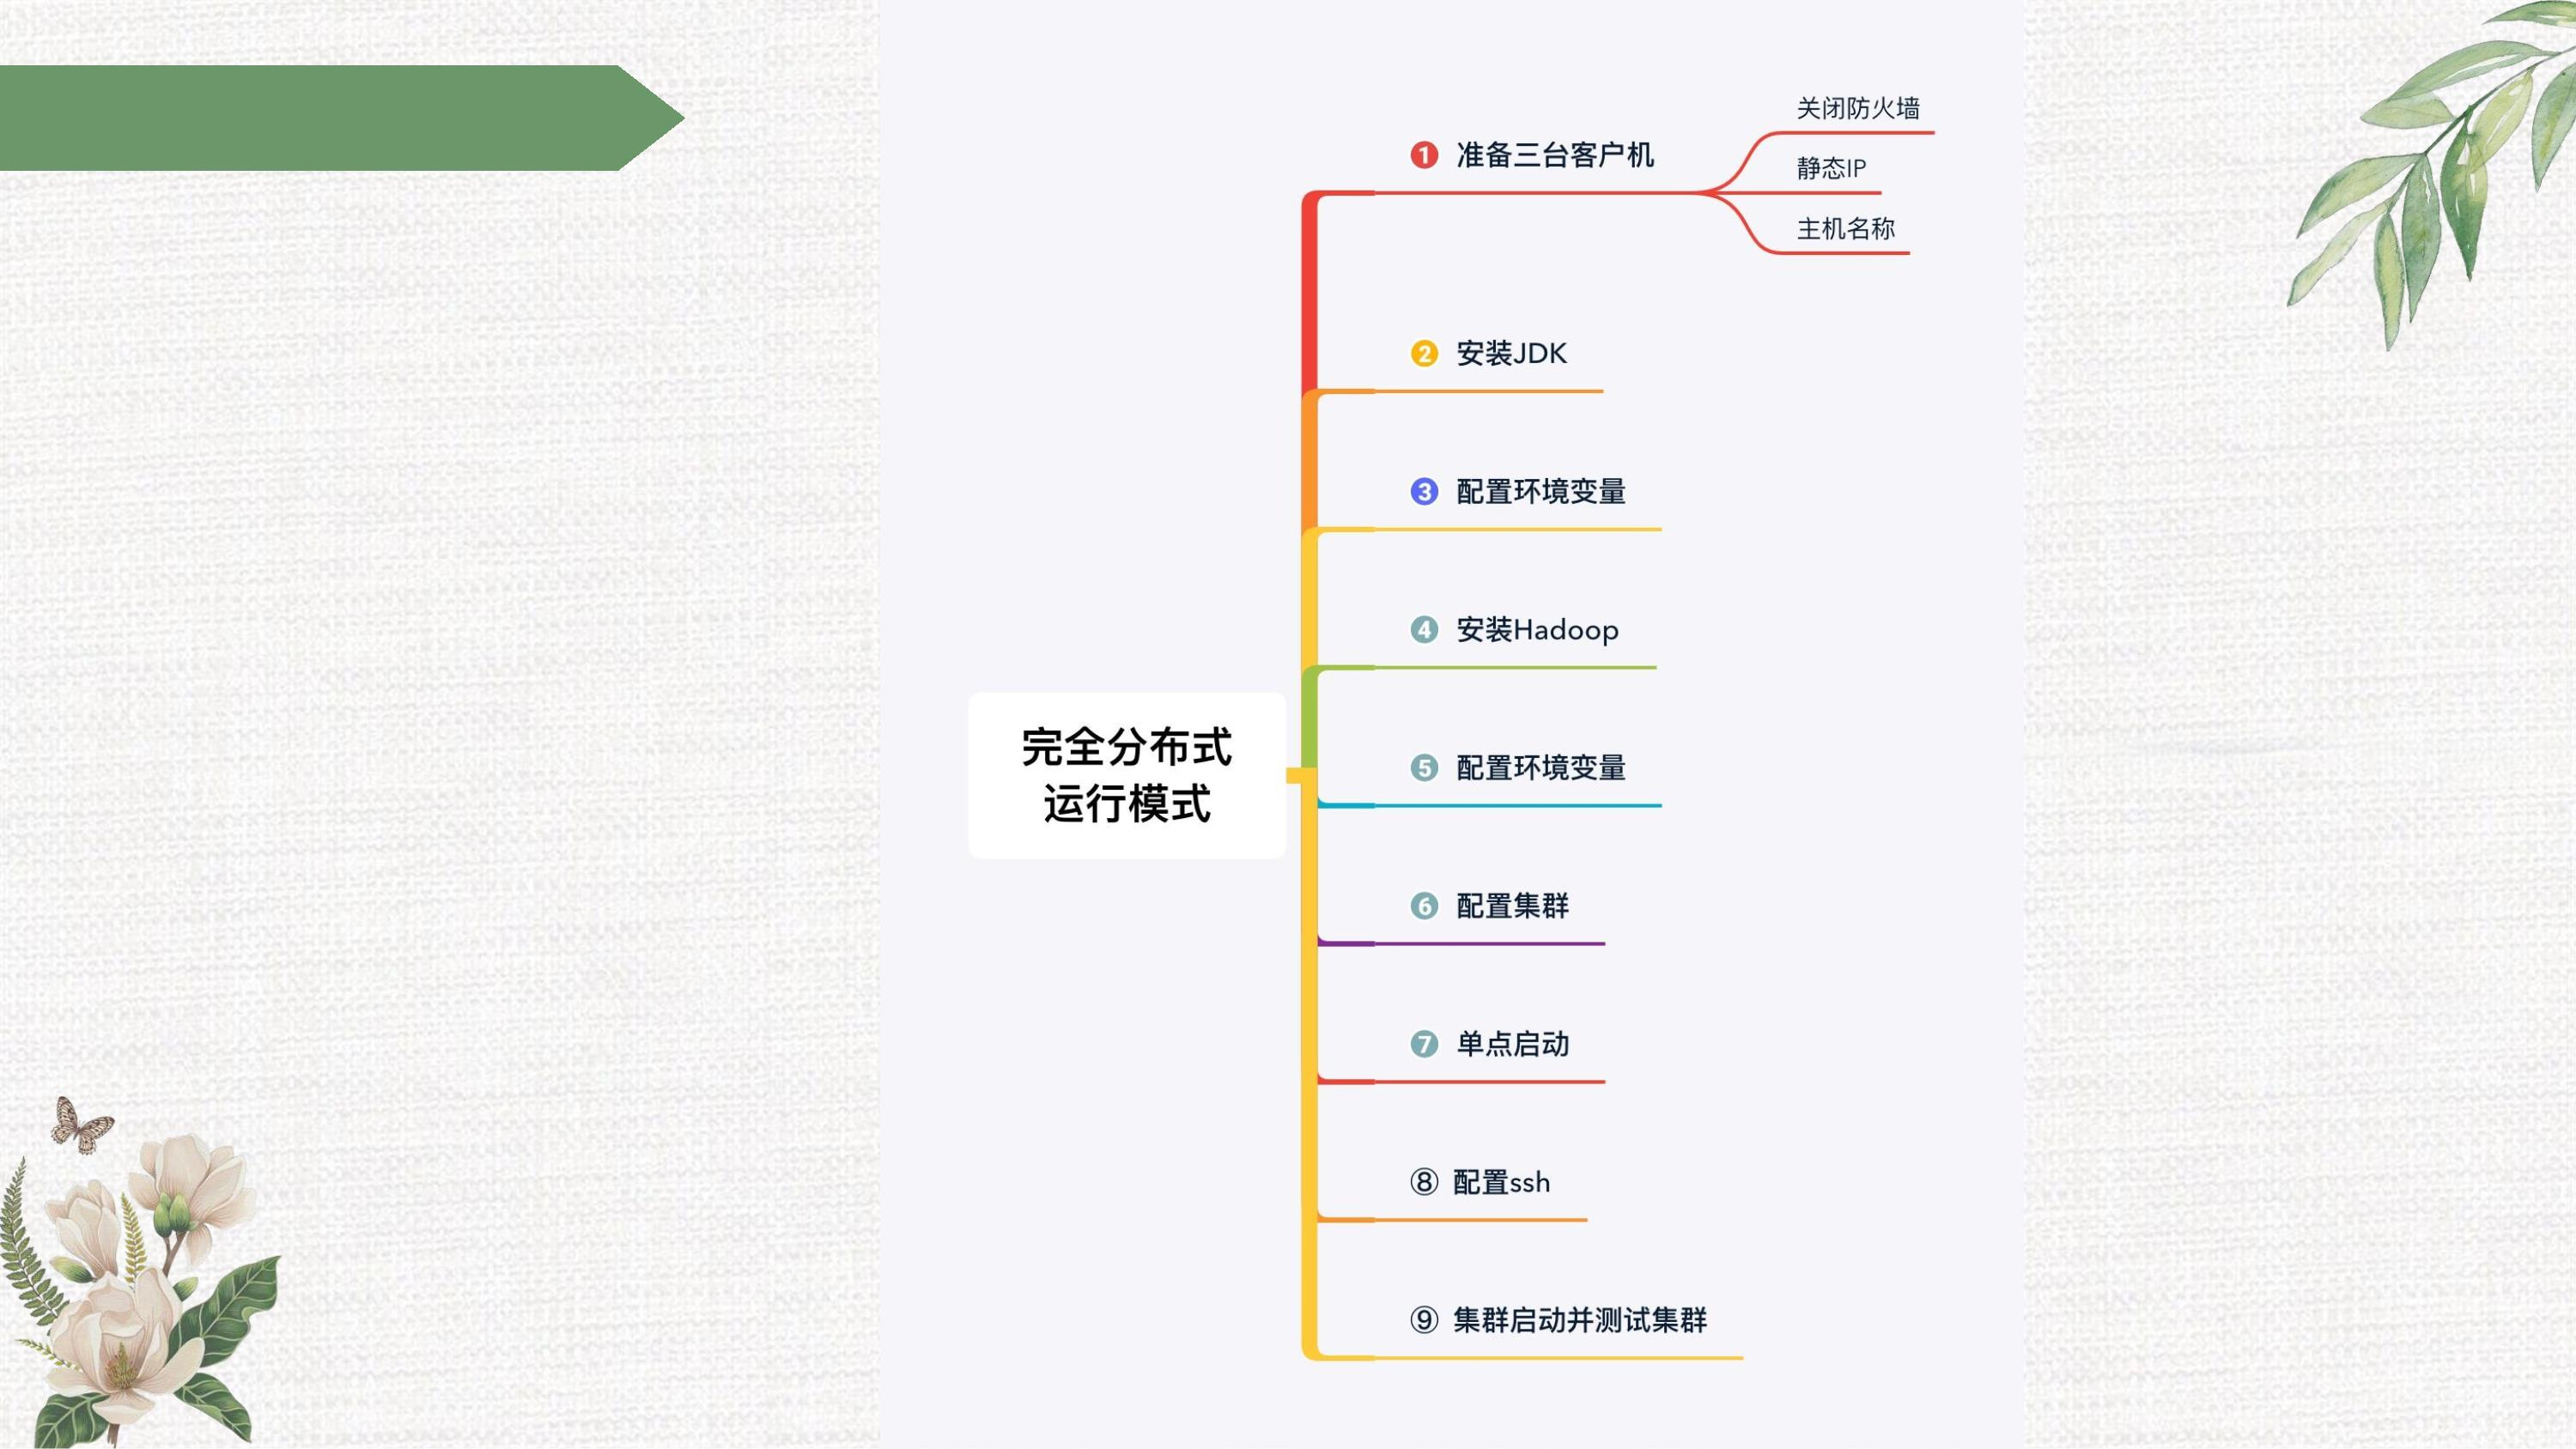 完全分布式
运行模式
❶ 准备三台客户机
关闭防火墙
静态IP
主机名称
❷ 安装JDK
❸ 配置环境变量
❹ 安装Hadoop
❺ 配置环境变量
❻ 配置集群
❼ 单点启动
⑧ 配置ssh
⑨ 集群启动并测试集群